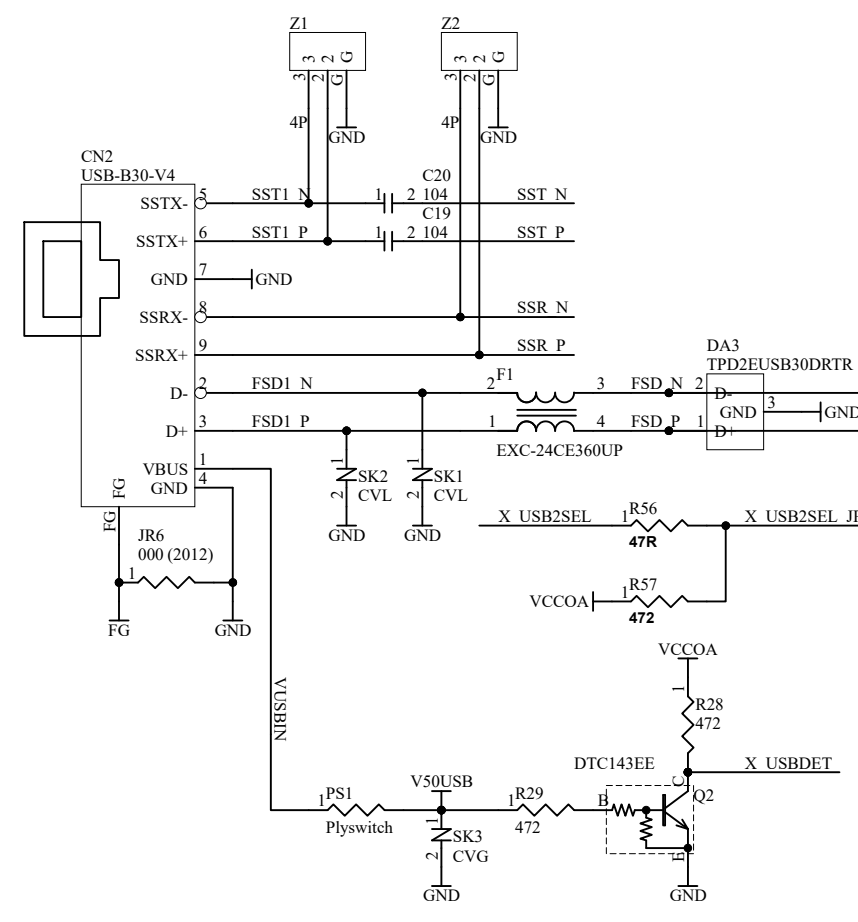 Z1 Z2
3 2 G 3 2 G
3 2 G 3 2 G
4P GND 4P GND
CN2
USB-B30-V4
C20
SSTX- 5 SST1_N 1 2 104 SST_N
C19
SSTX+ 6 SST1_P 1 2 104 SST_P
GND 7 GND
SSRX- 8 SSR_N
SSRX+ 9 SSR_P
DA3
TPD2EUSB30DRTR
D- 2 FSD1_N 2 F1 3 FSD_N 2 D-
GND 3 GND
D+ 3 FSD1_P 1 4 FSD_P 1 D+
EXC-24CE360UP
VBUS 1
GND 4
FG
FG
1 SK2 1 SK1
2 CVL 2 CVL
GND GND
JR6
000 (2012)
1
FG GND
X_USB2SEL 1 R56 X_USB2SEL_JP
47R
VCCOA 1 R57
472
VCCOA
1
R28
472
VUSBIN
DTC143EE
C X_USBDET
V50USB
1 PS1 1 R29 B Q2
Plyswitch 472
1 SK3
2 CVG
E
GND GND